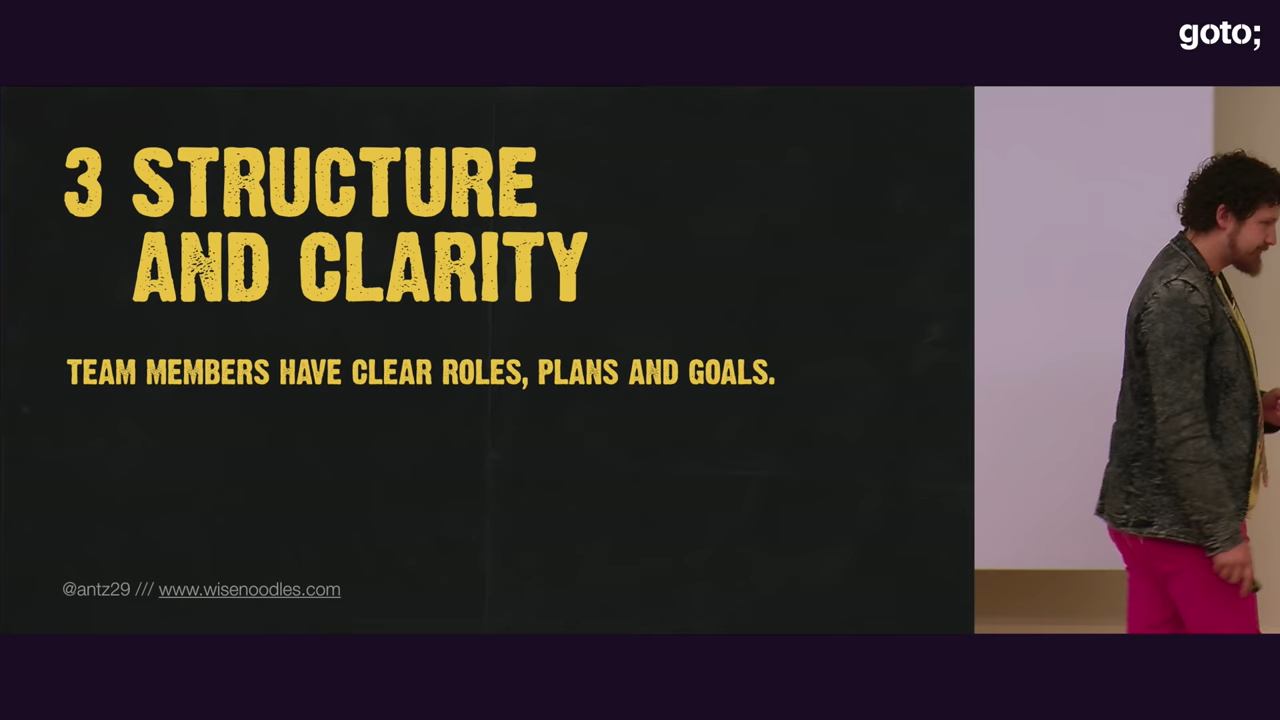 goto;
3 STRUCTURE
AND CLARITY
TEAM MEMBERS HAVE CLEAR ROLES, PLANS AND GOALS.
@antz29 /// www.wisenoodles.com